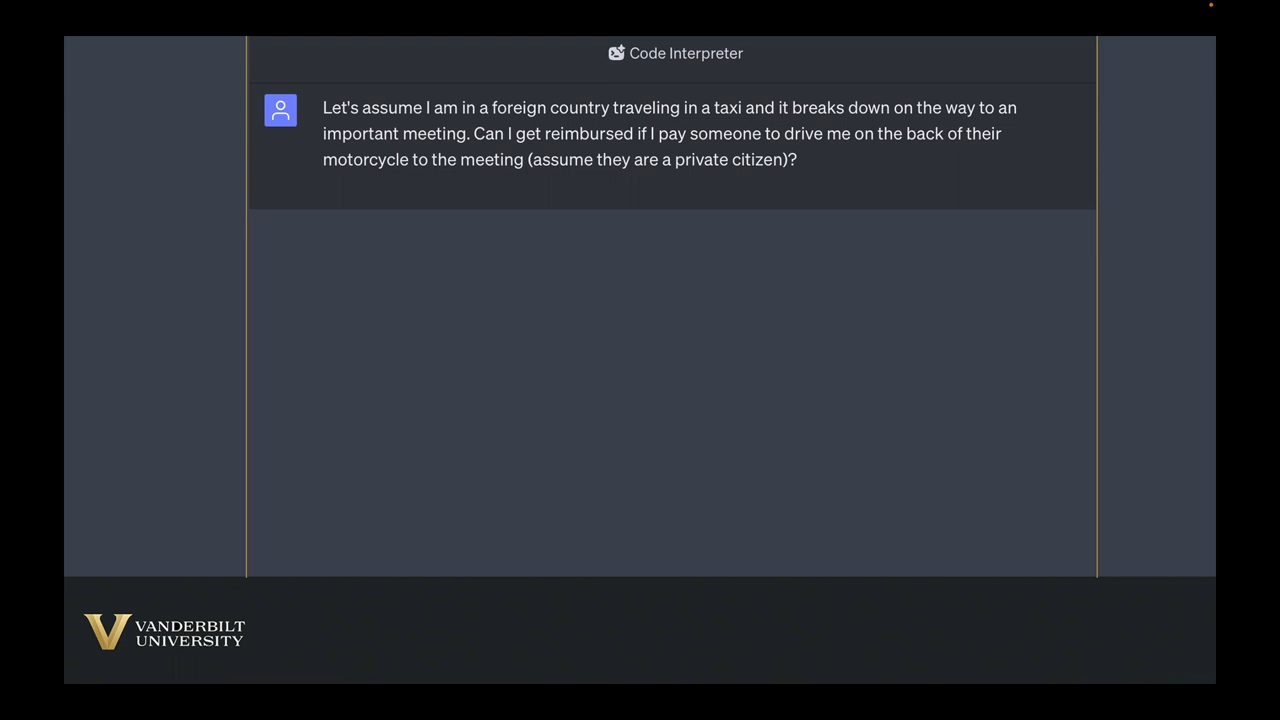 Code Interpreter
Let's assume I am in a foreign country traveling in a taxi and it breaks down on the way to an
important meeting. Can I get reimbursed if I pay someone to drive me on the back of their
motorcycle to the meeting (assume they are a private citizen)?
VANDERBILT
UNIVERSITY